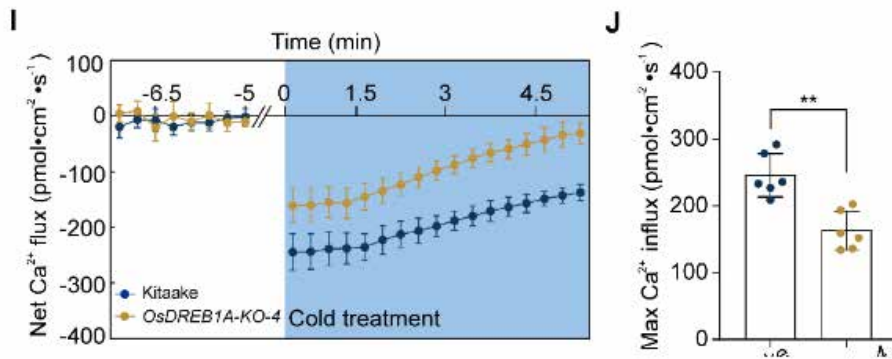 I
Time (min)
Net Ca²⁺ flux (pmol•cm⁻² •s⁻¹)
100
0
-100
-200
-300
-400
-6.5
-5
0
1.5
3
4.5
Kitaake
OsDREB1A-KO-4
Cold treatment
J
Max Ca²⁺ influx (pmol•cm⁻² •s⁻¹)
400
300
200
100
0
**